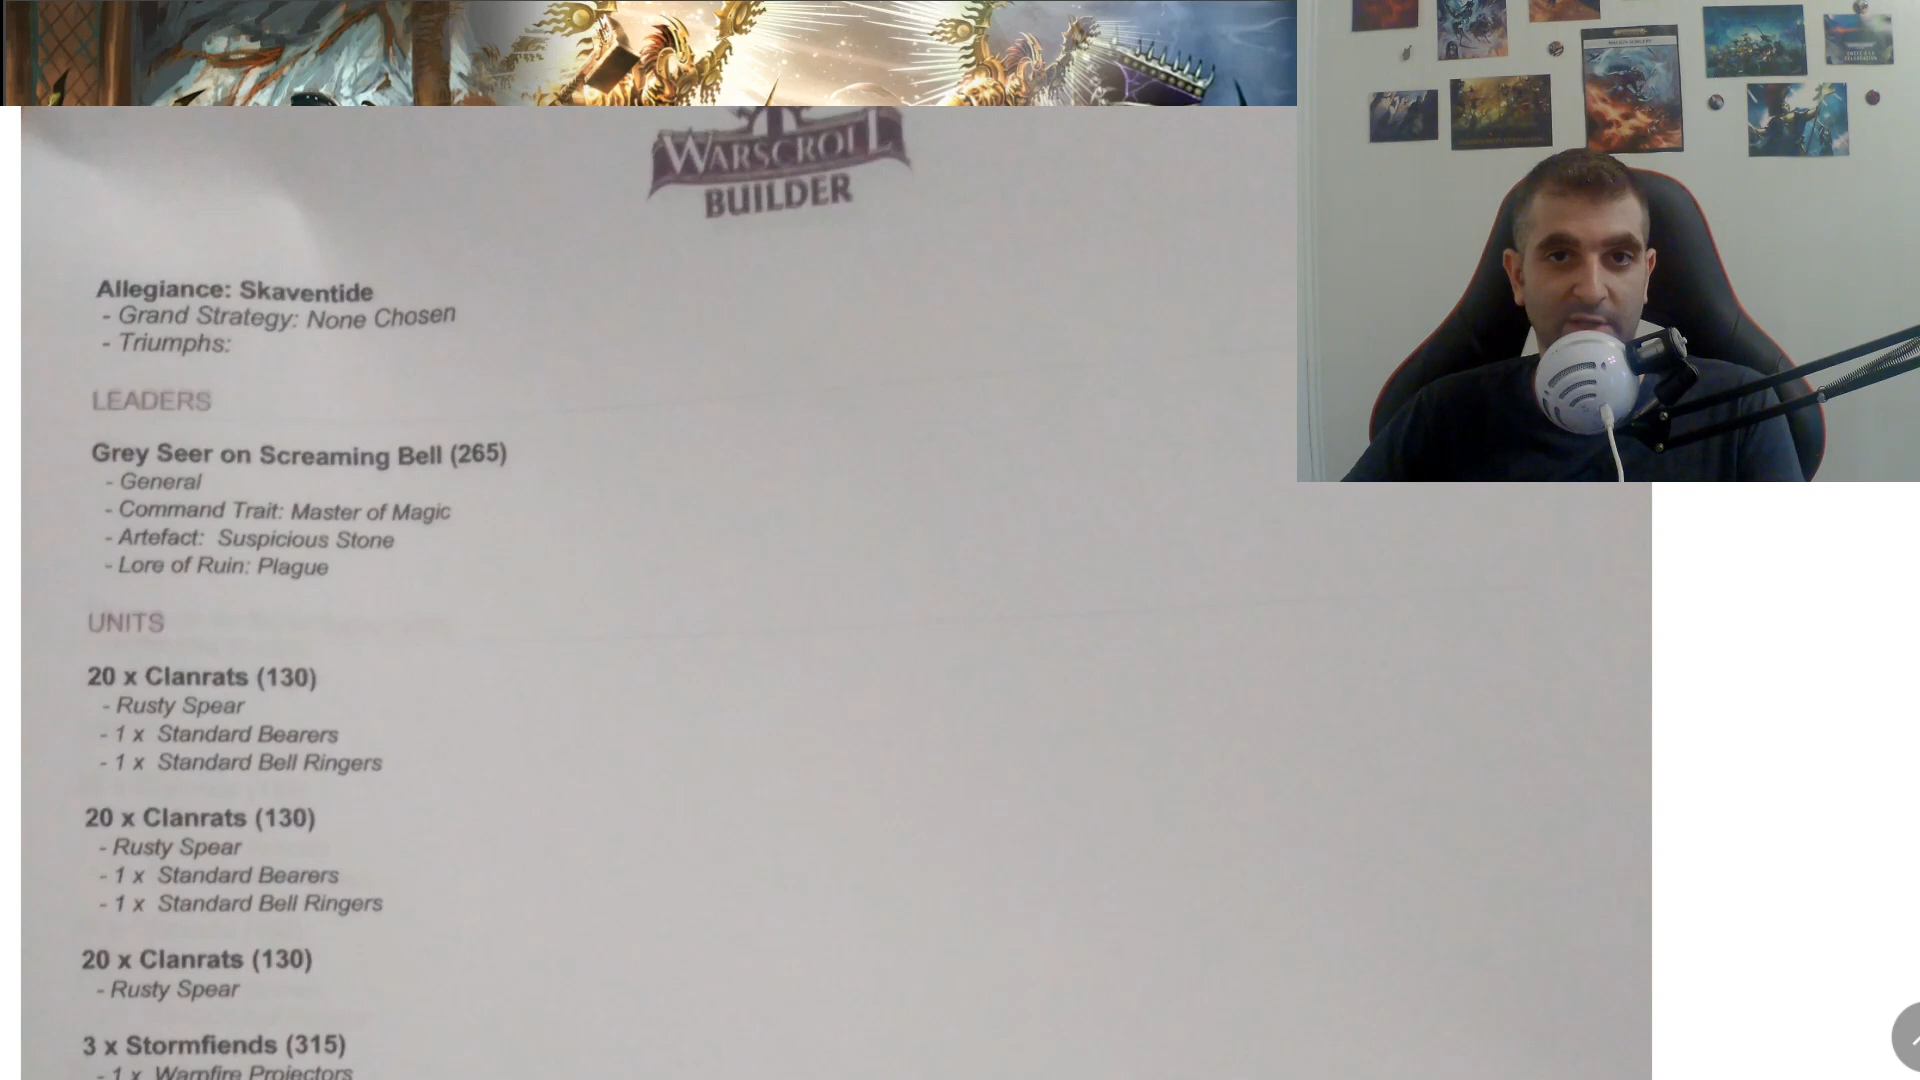 WARSCROLL
BUILDER
Allegiance: Skaventide
- Grand Strategy: None Chosen
- Triumphs:
LEADERS
Grey Seer on Screaming Bell (265)
- General
- Command Trait: Master of Magic
- Artefact: Suspicious Stone
- Lore of Ruin: Plague
UNITS
20 x Clanrats (130)
- Rusty Spear
- 1 x Standard Bearers
- 1 x Standard Bell Ringers
20 x Clanrats (130)
- Rusty Spear
- 1 x Standard Bearers
- 1 x Standard Bell Ringers
20 x Clanrats (130)
- Rusty Spear
3 x Stormfiends (315)
- 1 x Warpfire Projectors